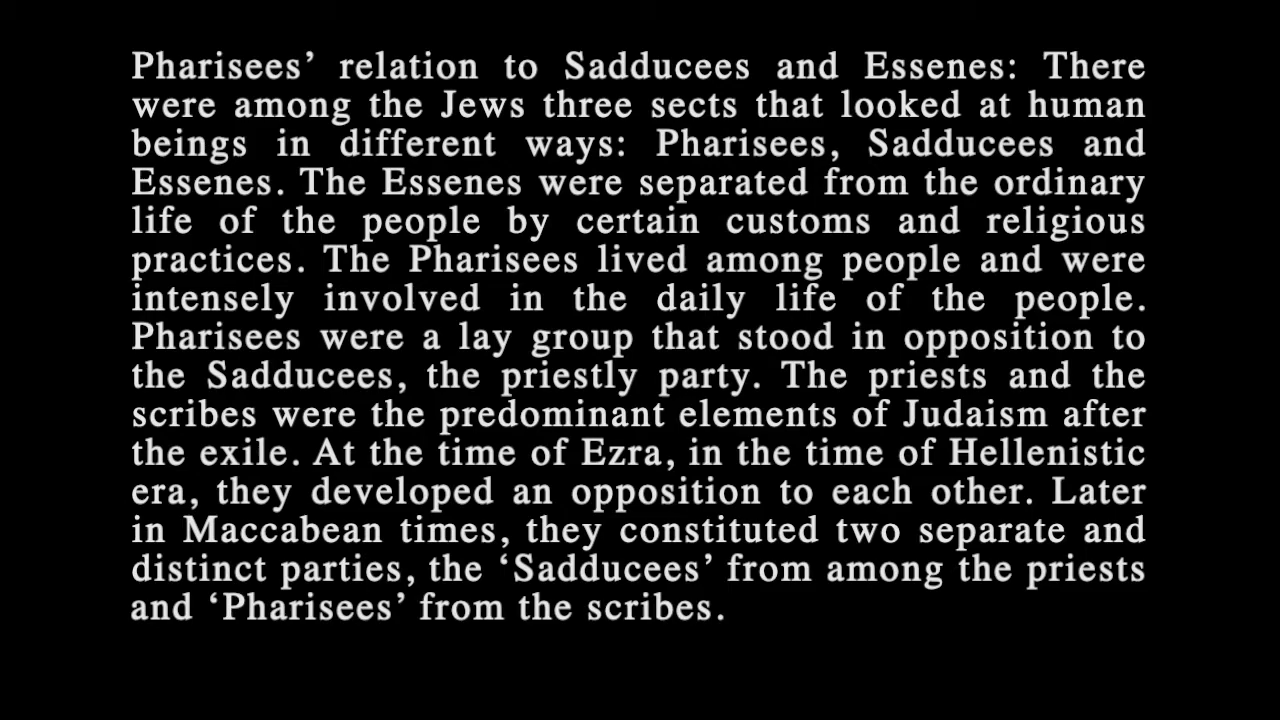 Pharisees’ relation to Sadducees and Essenes: There
were among the Jews three sects that looked at human
beings in different ways: Pharisees, Sadducees and
Essenes. The Essenes were separated from the ordinary
life of the people by certain customs and religious
practices. The Pharisees lived among people and were
intensely involved in the daily life of the people.
Pharisees were a lay group that stood in opposition to
the Sadducees, the priestly party. The priests and the
scribes were the predominant elements of Judaism after
the exile. At the time of Ezra, in the time of Hellenistic
era, they developed an opposition to each other. Later
in Maccabean times, they constituted two separate and
distinct parties, the ‘Sadducees’ from among the priests
and ‘Pharisees’ from the scribes.